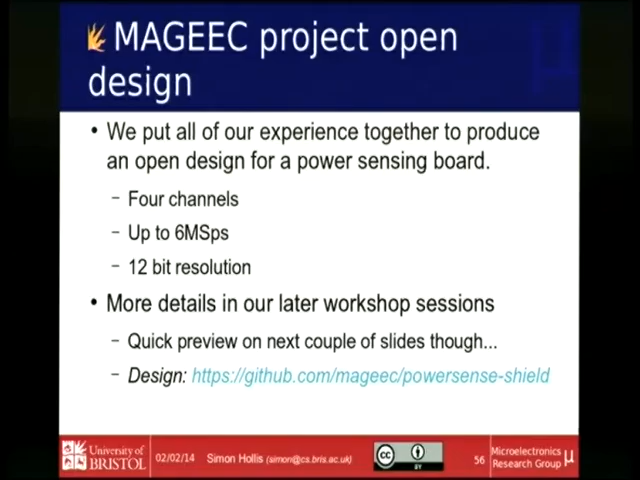 MAGEEC project open
design
• We put all of our experience together to produce
an open design for a power sensing board.
– Four channels
– Up to 6MSps
– 12 bit resolution
• More details in our later workshop sessions
– Quick preview on next couple of slides though...
– Design: https://github.com/mageec/powersense-shield
University of
BRISTOL
02/02/14
Simon Hollis (simon@cs.bris.ac.uk)
cc
BY
56
Microelectronics
Research Group
μ